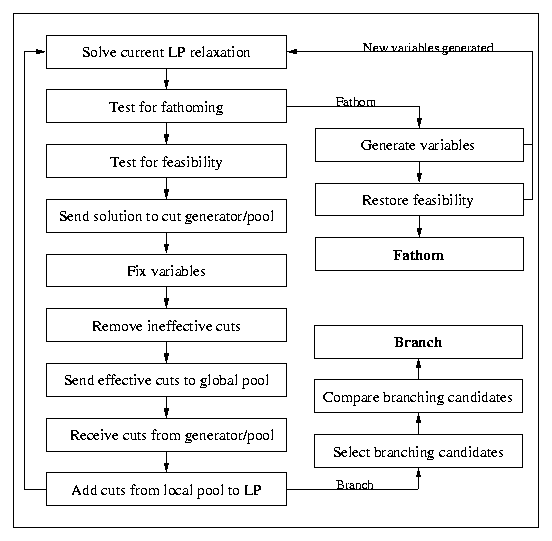 Solve current LP relaxation
New variables generated
Test for fathoming
Fathom
Generate variables
Test for feasibility
Restore feasibility
Send solution to cut generator/pool
Fathom
Fix variables
Remove ineffective cuts
Branch
Send effective cuts to global pool
Compare branching candidates
Receive cuts from generator/pool
Select branching candidates
Add cuts from local pool to LP
Branch